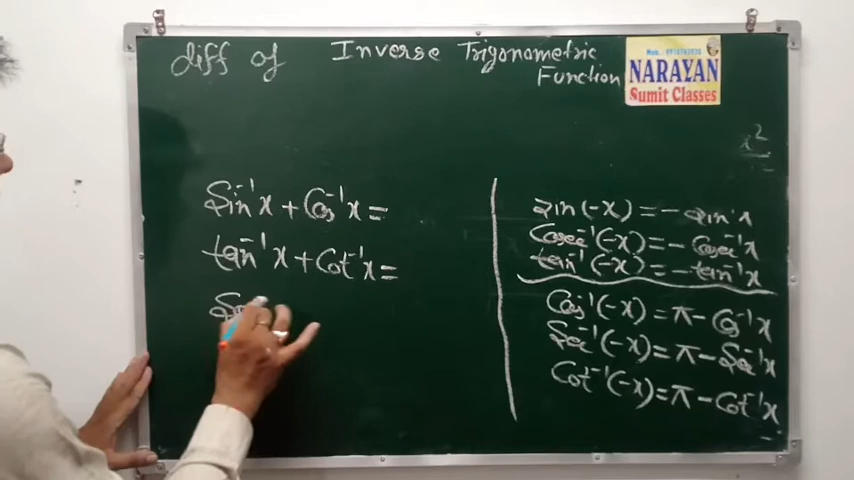 diff of Inverse Trigonometric
Function
NARAYAN
Sumit Classes
x²
Sin⁻¹x + Cos⁻¹x =
tan⁻¹x + Cot⁻¹x =
Sin(-x) = - Sin⁻¹x
Cosec⁻¹(-x) = - Cosec⁻¹x
tan⁻¹(-x) = - tan⁻¹x
Cos⁻¹(-x) = π - Cos⁻¹x
Sec⁻¹(-x) = π - Sec⁻¹x
Cot⁻¹(-x) = π - Cot⁻¹x